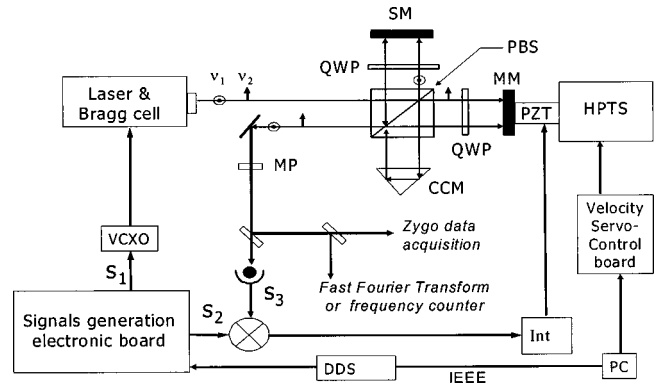 SM
PBS
QWP
ν1 ν2
MM
Laser &
Bragg cell
PZT
HPTS
QWP
MP
CCM
Velocity
Servo-
Control
board
Zygo data
acquisition
VCXO
S1
Fast Fourier Transform
or frequency counter
S3
S2
Signals generation
electronic board
Int
DDS
IEEE
PC